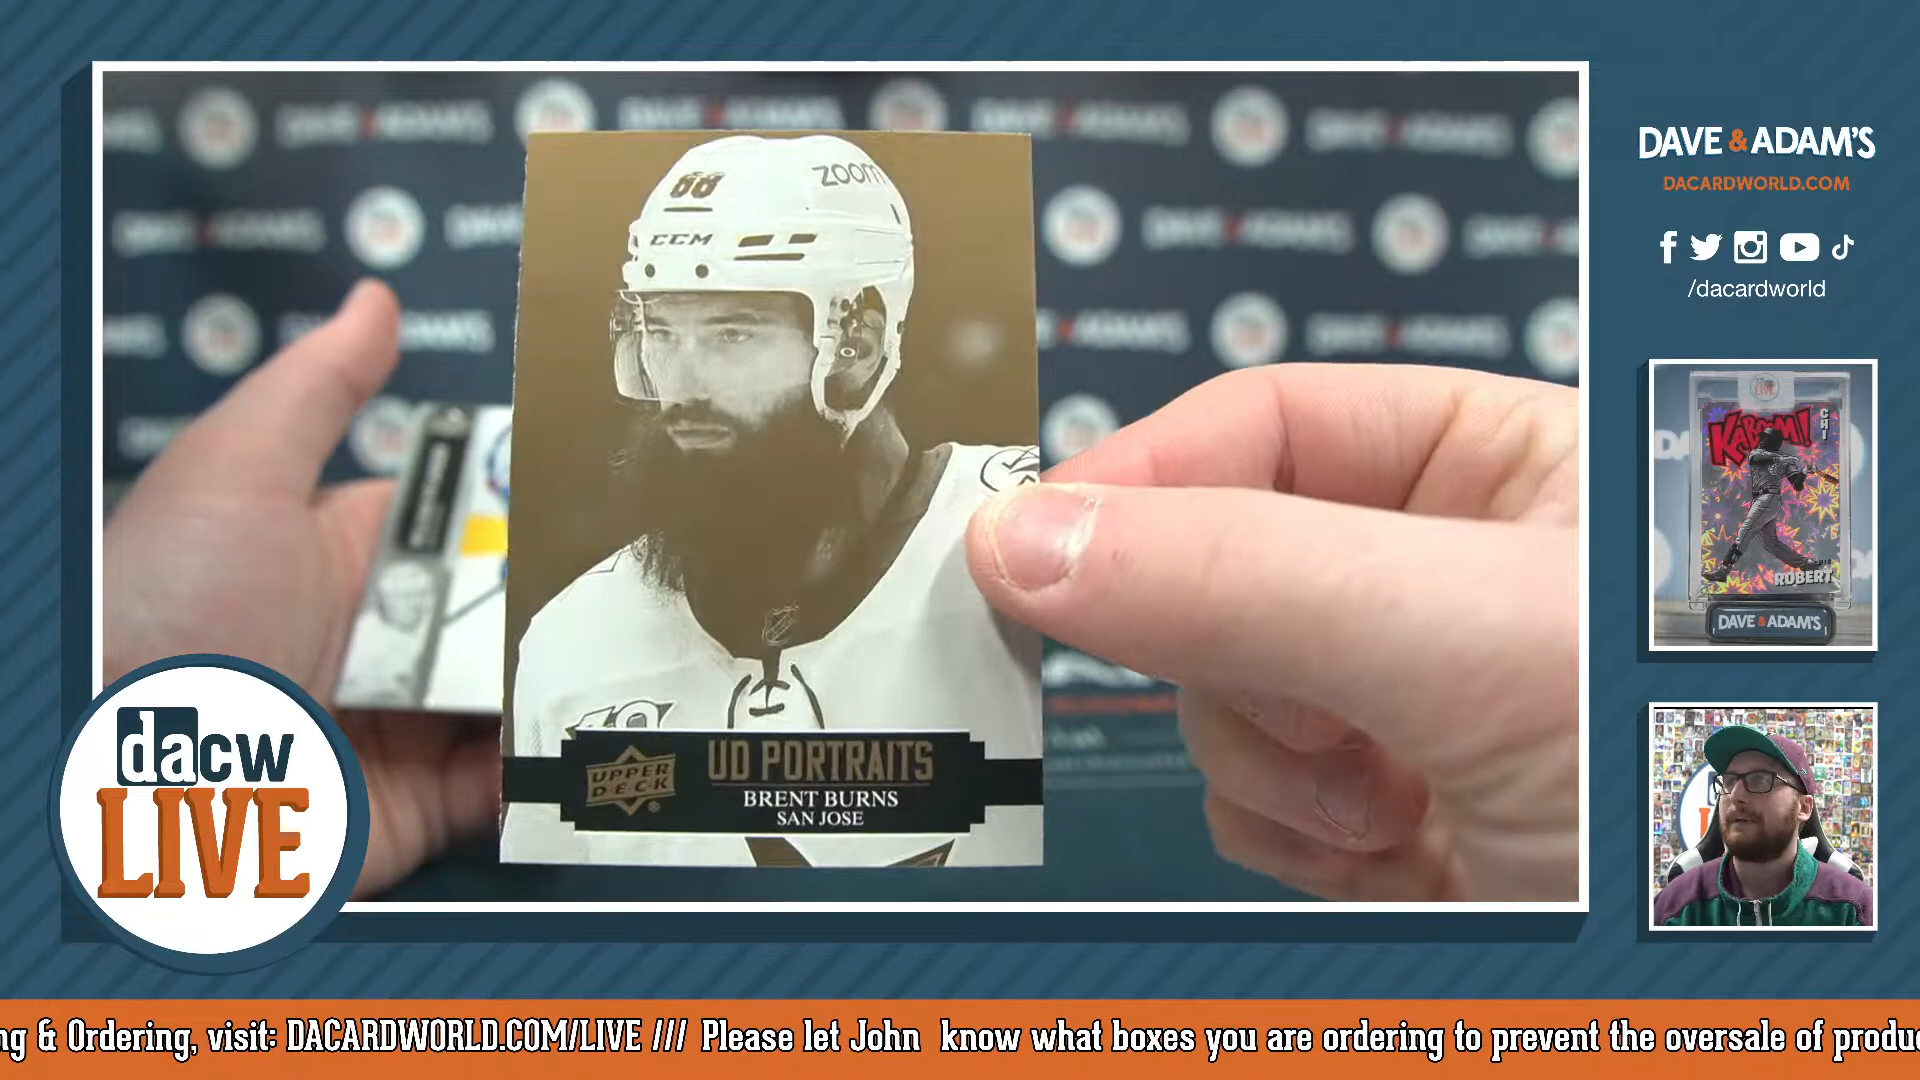 DAVE & ADAM'S
DACARDWORLD.COM
/dacardworld
88
zoom
CCM
UPPER
DECK
UD PORTRAITS
BRENT BURNS
SAN JOSE
KABOOM!
CHI
ROBERT
DAVE & ADAM'S
dacw
LIVE
ng & Ordering, visit: DACARDWORLD.COM/LIVE /// Please let John know what boxes you are ordering to prevent the oversale of produc